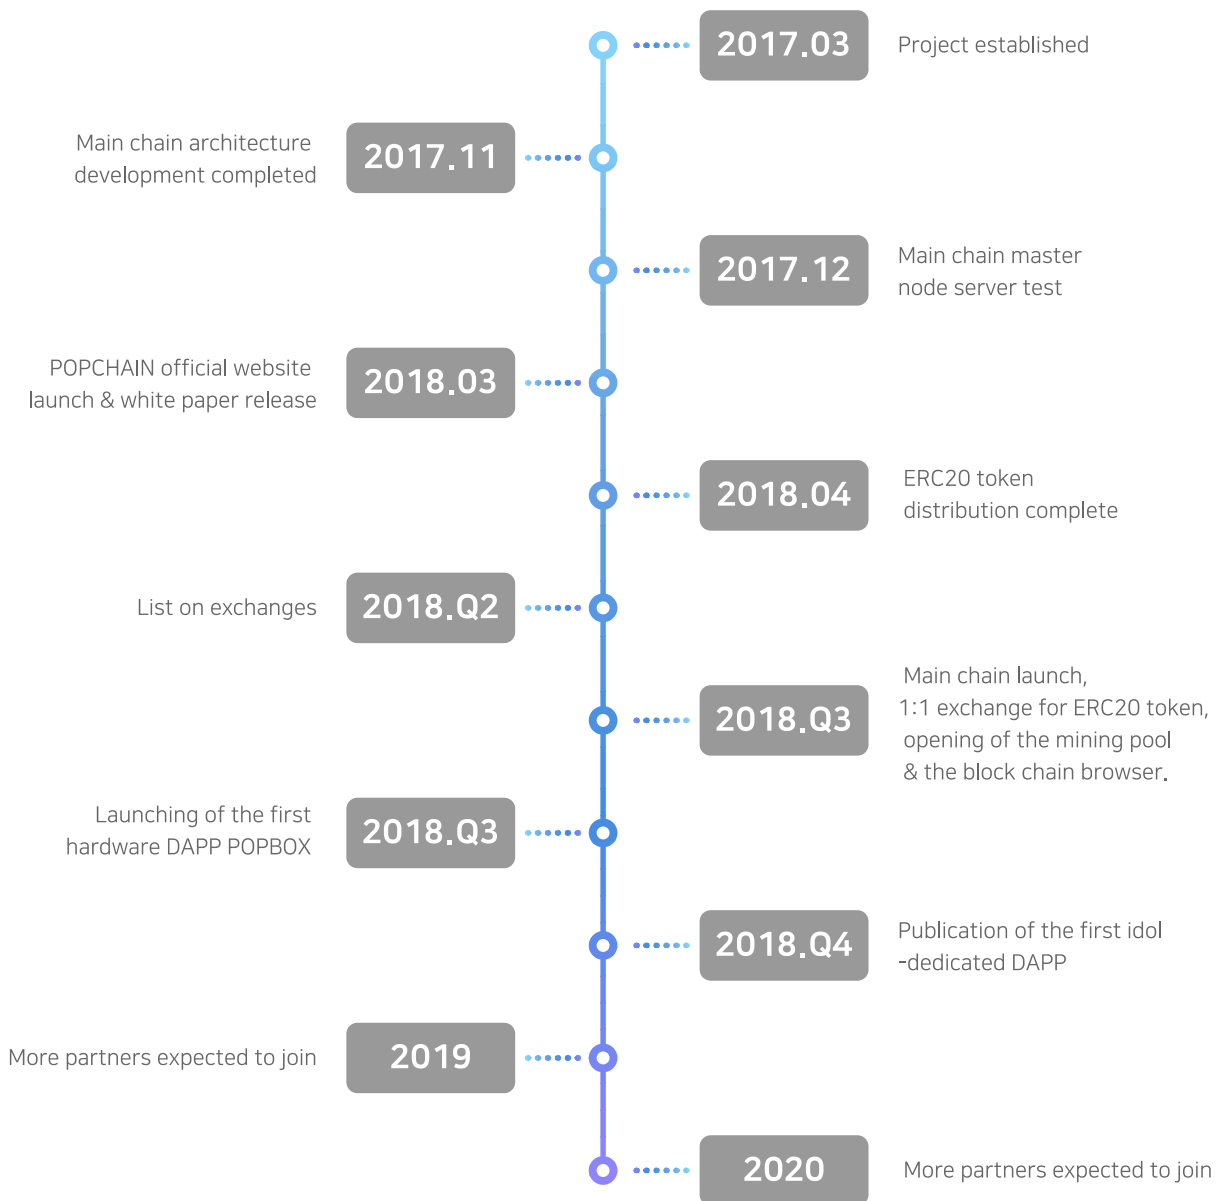 2017.03
Project established
Main chain architecture
development completed
2017.11
2017.12
Main chain master
node server test
POPCHAIN official website
launch & white paper release
2018.03
2018.04
ERC20 token
distribution complete
List on exchanges
2018.Q2
2018.Q3
Main chain launch,
1:1 exchange for ERC20 token,
opening of the mining pool
& the block chain browser.
Launching of the first
hardware DAPP POPBOX
2018.Q3
2018.Q4
Publication of the first idol
-dedicated DAPP
More partners expected to join
2019
2020
More partners expected to join